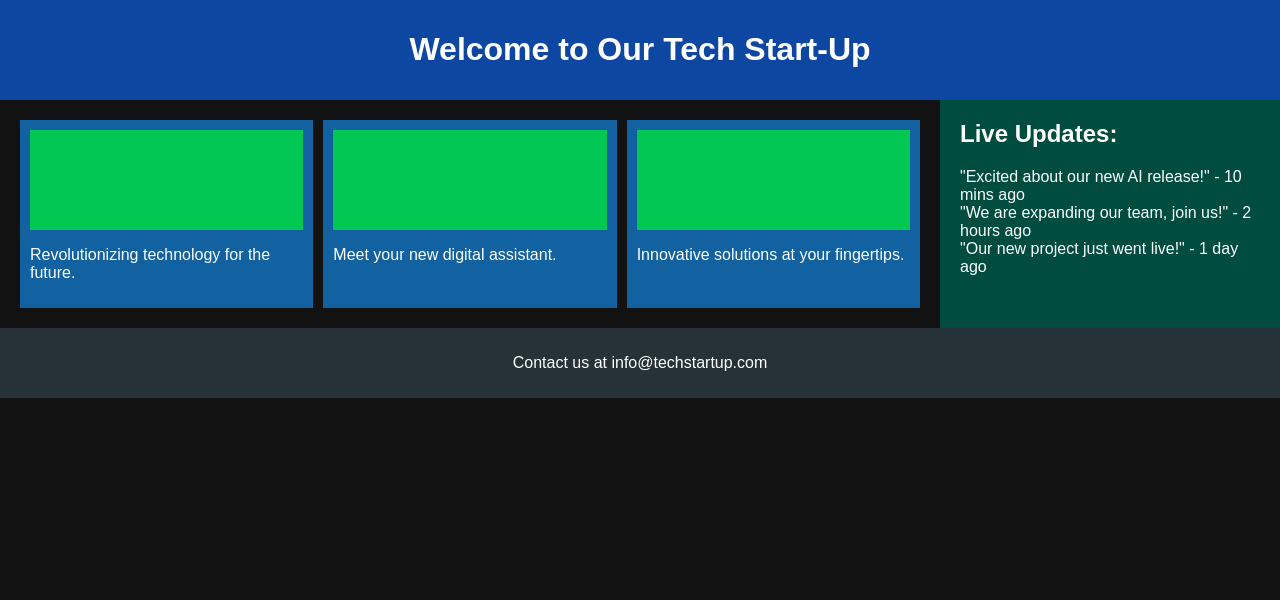 Welcome to Our Tech Start-Up
Revolutionizing technology for the
future.
Meet your new digital assistant.
Innovative solutions at your fingertips.
Live Updates:
"Excited about our new AI release!" - 10
mins ago
"We are expanding our team, join us!" - 2
hours ago
"Our new project just went live!" - 1 day
ago
Contact us at info@techstartup.com